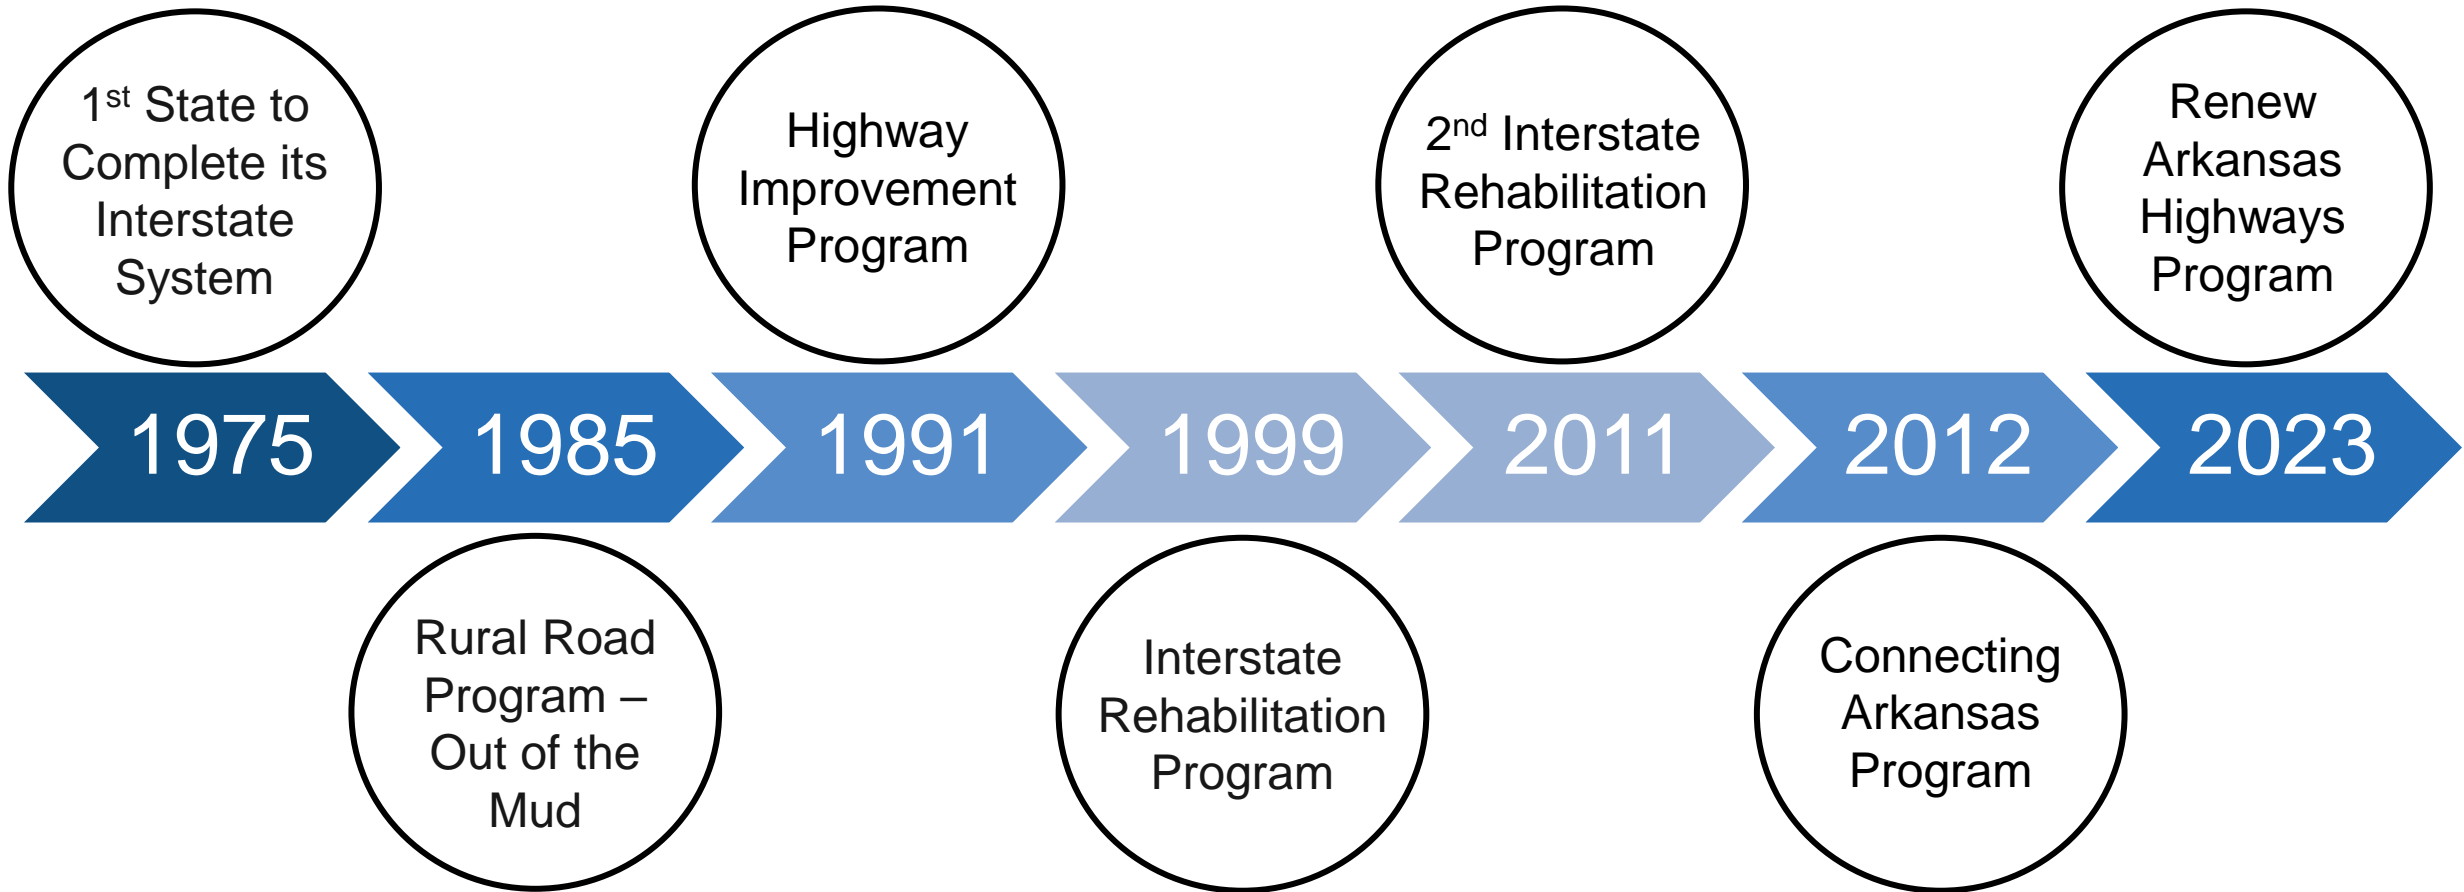 1st State to
Complete its
Interstate
System
Highway
Improvement
Program
2nd Interstate
Rehabilitation
Program
Renew
Arkansas
Highways
Program
1975
1985
1991
1999
2011
2012
2023
Rural Road
Program –
Out of the
Mud
Interstate
Rehabilitation
Program
Connecting
Arkansas
Program